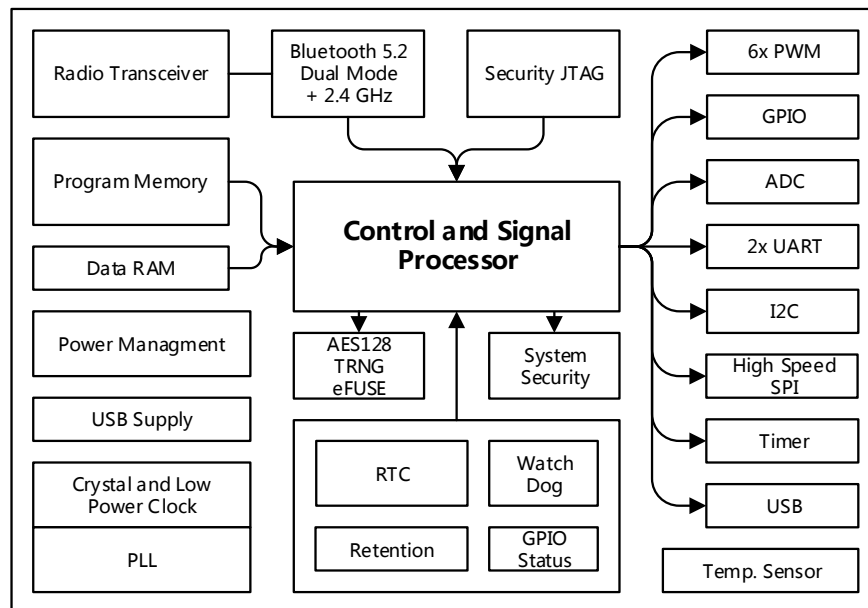 Radio Transceiver
Bluetooth 5.2
Dual Mode
+ 2.4 GHz
Security JTAG
6x PWM
GPIO
ADC
2x UART
I2C
High Speed
SPI
Timer
USB
Temp. Sensor
Program Memory
Data RAM
Control and Signal
Processor
Power Managment
USB Supply
Crystal and Low
Power Clock
PLL
AES128
TRNG
eFUSE
System
Security
RTC
Watch
Dog
Retention
GPIO
Status